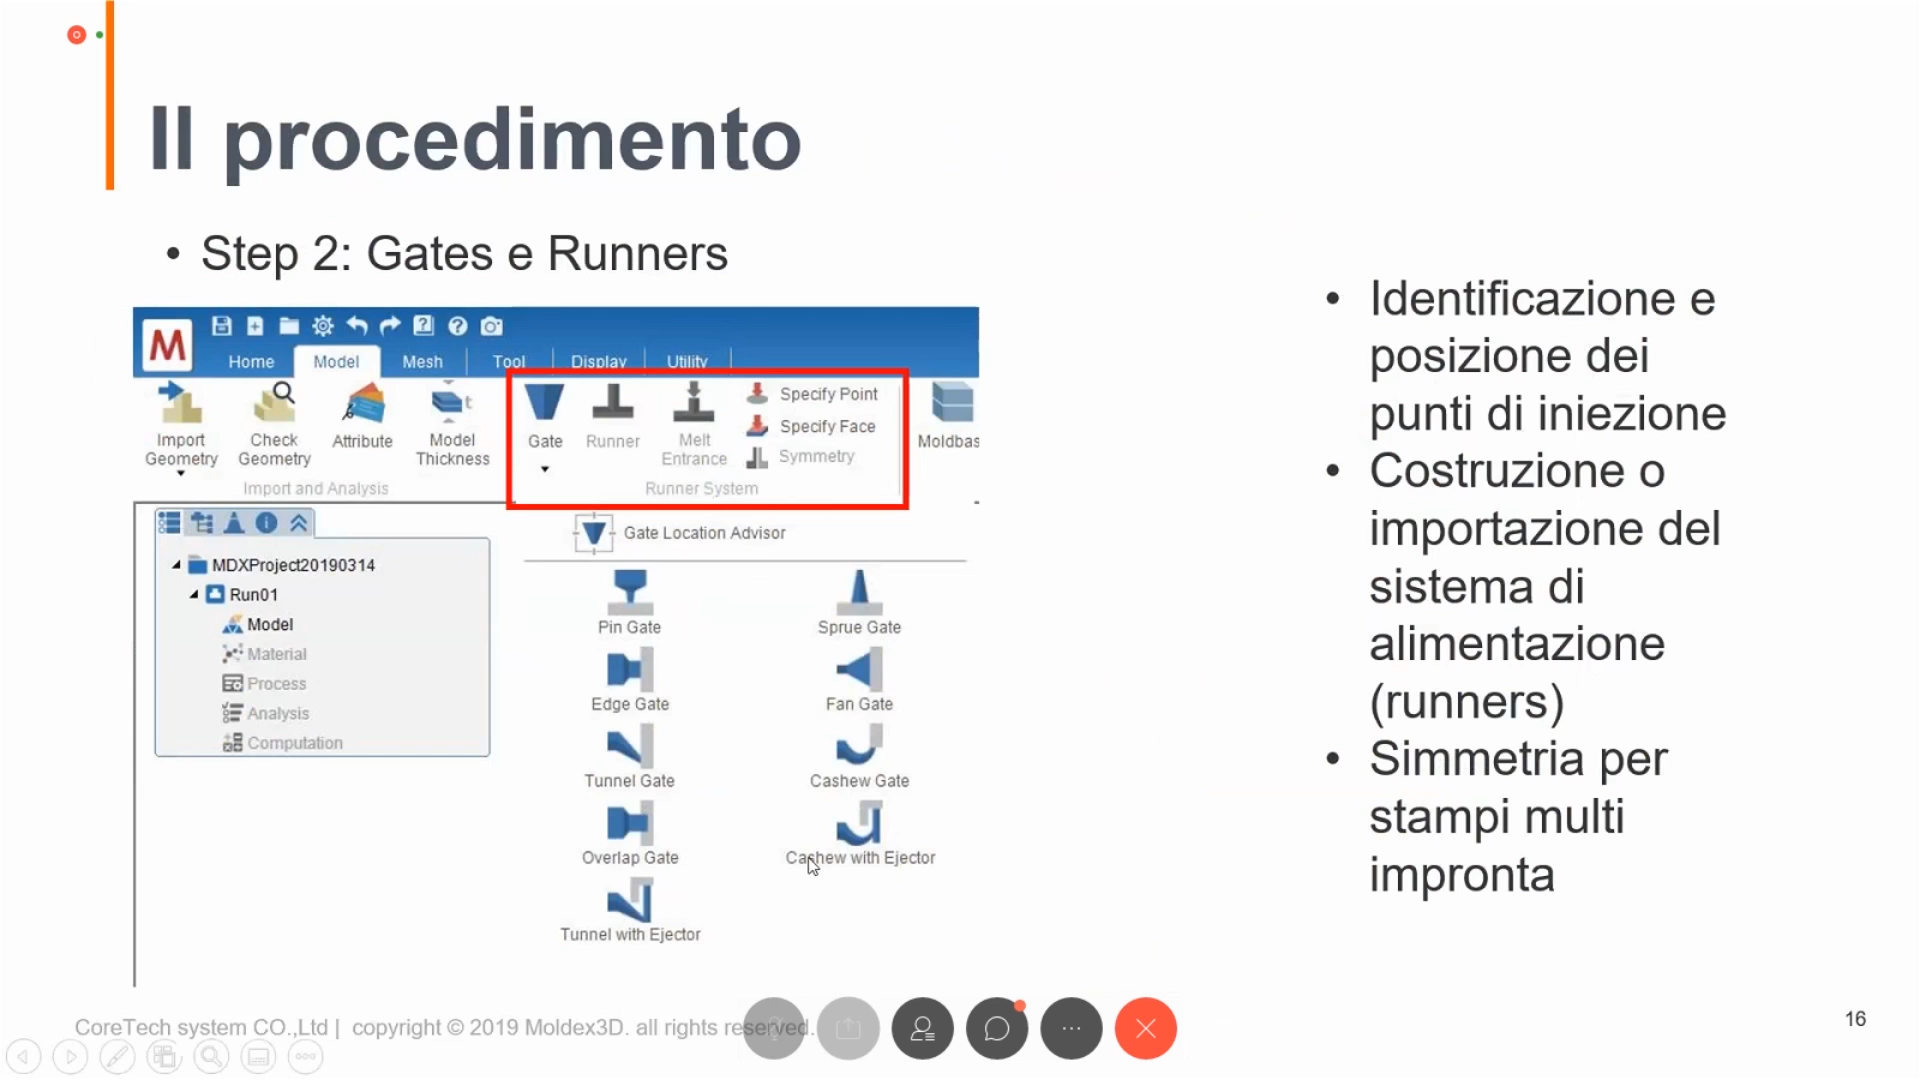 Il procedimento
• Step 2: Gates e Runners
M
Home Model Mesh Tool Display Utility
Import Geometry
Check Geometry
Attribute
Model Thickness
Import and Analysis
Gate
Runner
Melt Entrance
Specify Point
Specify Face
Symmetry
Runner System
Moldbas
Gate Location Advisor
MDXProject20190314
Run01
Model
Material
Process
Analysis
Computation
Pin Gate
Sprue Gate
Edge Gate
Fan Gate
Tunnel Gate
Cashew Gate
Overlap Gate
Cashew with Ejector
Tunnel with Ejector
• Identificazione e
posizione dei
punti di iniezione
• Costruzione o
importazione del
sistema di
alimentazione
(runners)
• Simmetria per
stampi multi
impronta
CoreTech system CO.,Ltd | copyright © 2019 Moldex3D. all rights reserved.
16